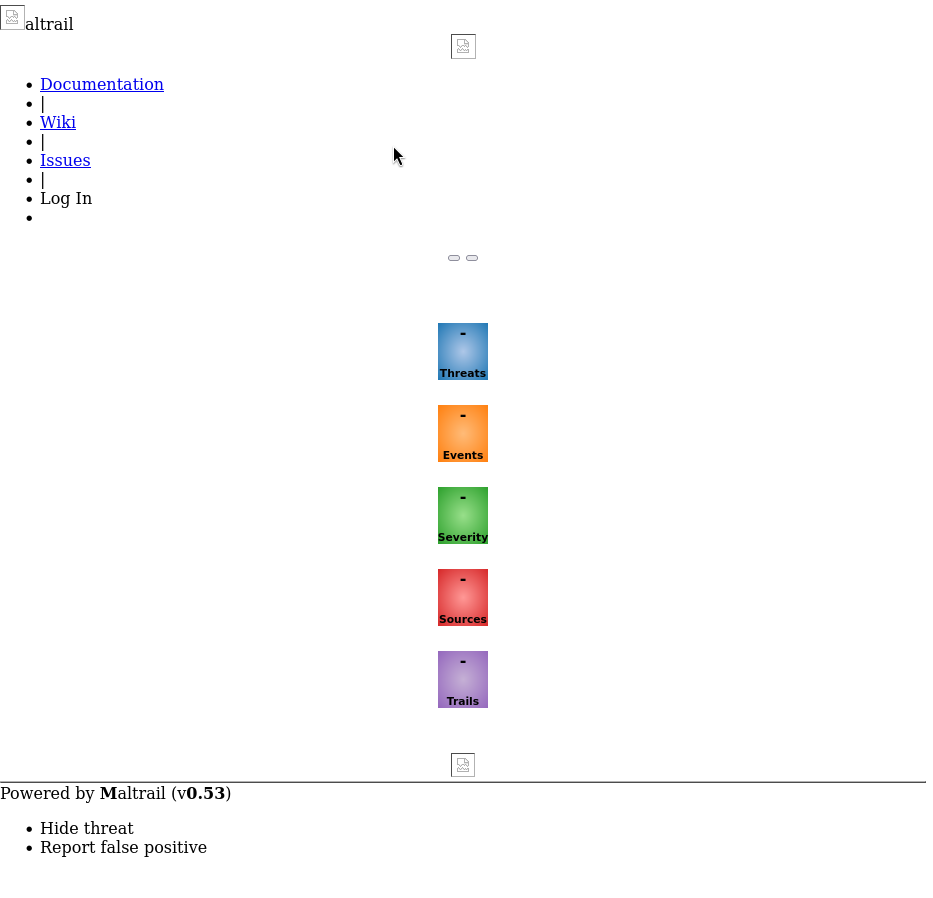 altrail
Documentation
|
Wiki
|
Issues
|
Log In
-
Threats
-
Events
-
Severity
-
Sources
-
Trails
Powered by Maltrail (v0.53)
Hide threat
Report false positive